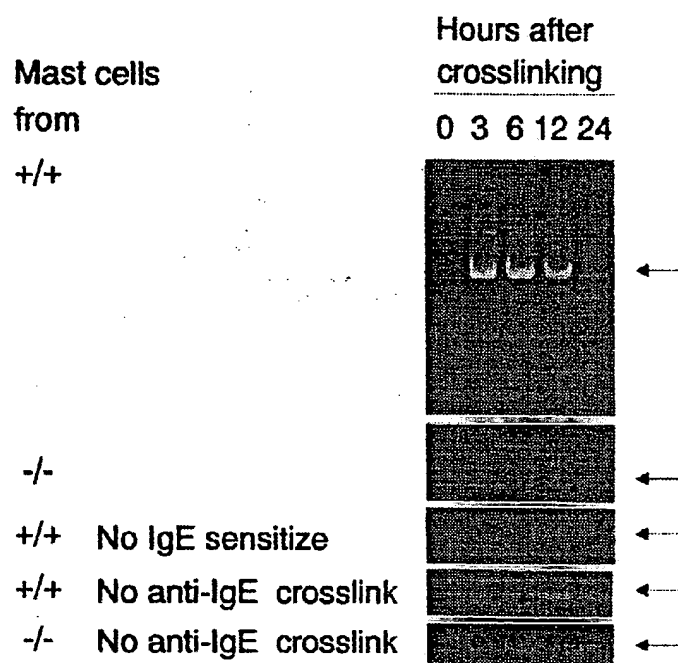 Hours after
crosslinking
Mast cells
from
0 3 6 12 24
+/+
-/-
+/+ No IgE sensitize
+/+ No anti-IgE crosslink
-/- No anti-IgE crosslink